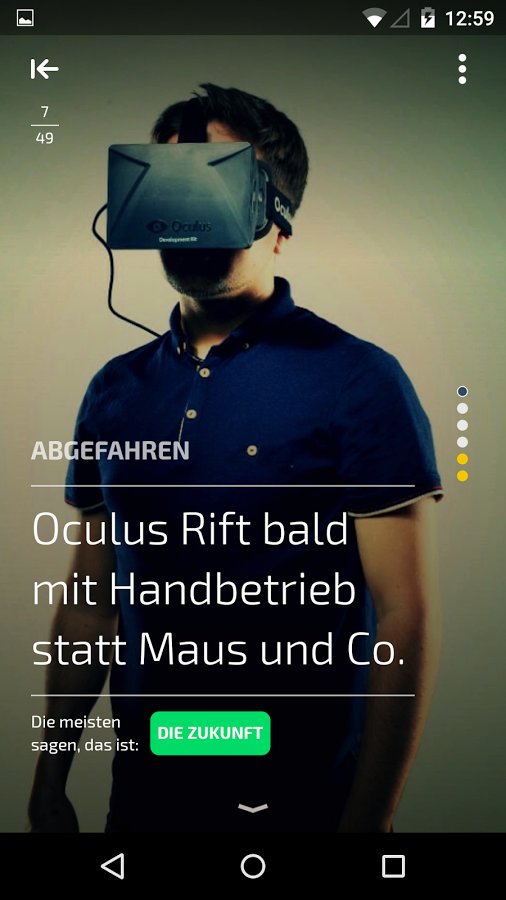 12:59
7
49
Oculus
Development Kit
ABGEFAHREN
Oculus Rift bald
mit Handbetrieb
statt Maus und Co.
Die meisten
sagen, das ist:
DIE ZUKUNFT